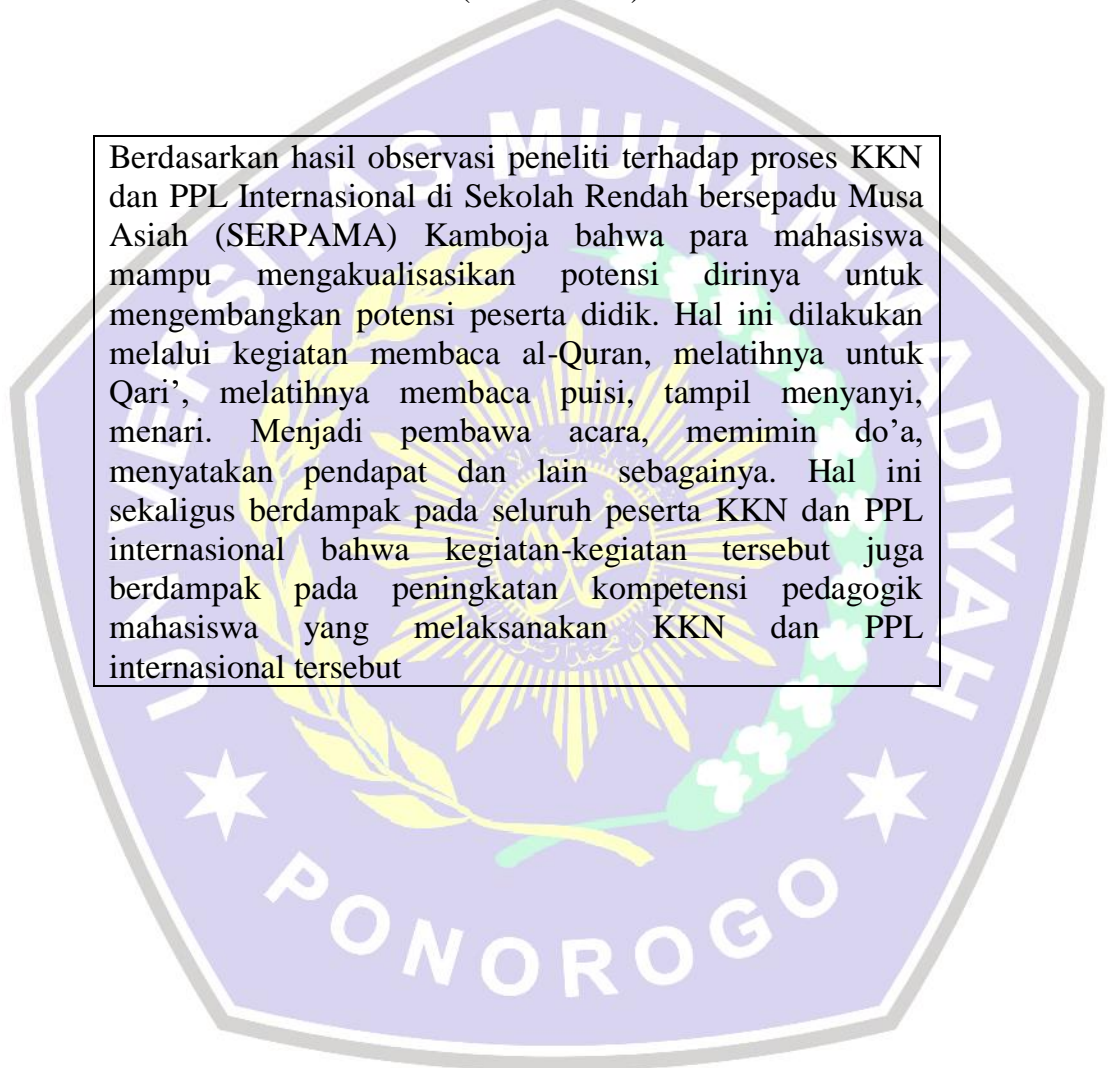 Berdasarkan hasil observasi peneliti terhadap proses KKN
dan PPL Internasional di Sekolah Rendah bersepadu Musa
Asiah (SERPAMA) Kamboja bahwa para mahasiswa
mampu mengakualisasikan potensi dirinya untuk
mengembangkan potensi peserta didik. Hal ini dilakukan
melalui kegiatan membaca al-Quran, melatihnya untuk
Qari’, melatihnya membaca puisi, tampil menyanyi,
menari. Menjadi pembawa acara, memimin do’a,
menyatakan pendapat dan lain sebagainya. Hal ini
sekaligus berdampak pada seluruh peserta KKN dan PPL
internasional bahwa kegiatan-kegiatan tersebut juga
berdampak pada peningkatan kompetensi pedagogik
mahasiswa yang melaksanakan KKN dan PPL
internasional tersebut
UNIVERSITAS MUHAMMADIYAH
PONOROGO